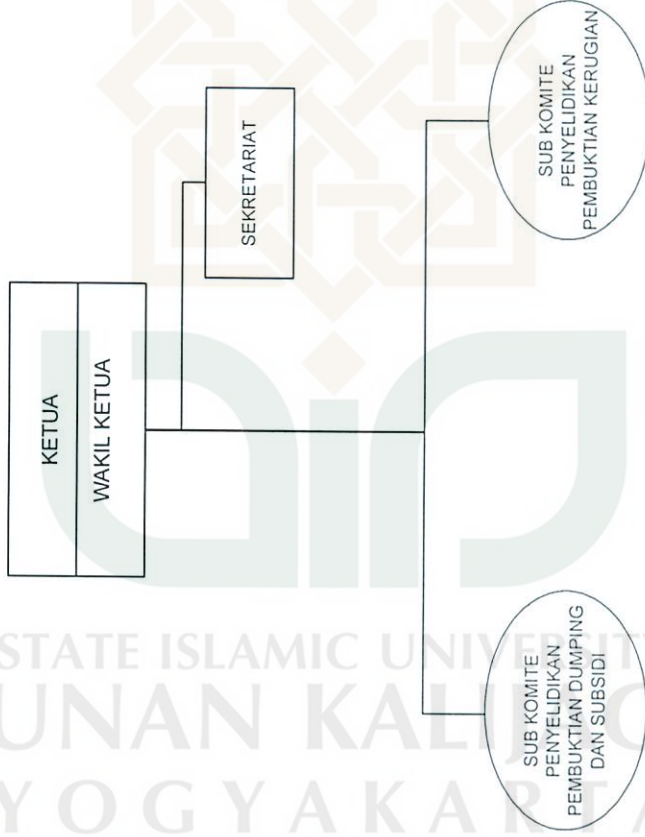 KETUA
WAKIL KETUA
SEKRETARIAT
SUB KOMITE
PENYELIDIKAN
PEMBUKTIAN DUMPING
DAN SUBSIDI
SUB KOMITE
PENYELIDIKAN
PEMBUKTIAN KERUGIAN
STATE ISLAMIC UNIVERSITY
UNAN KALIJAG
YOGYAKARTA